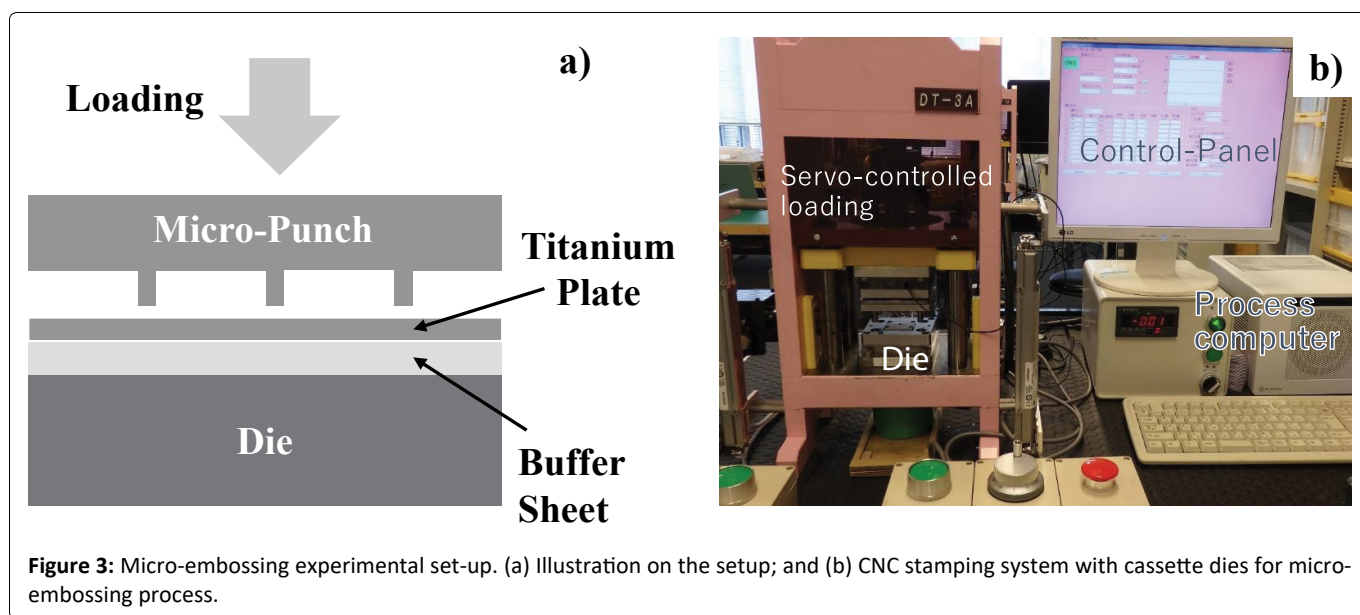 a)
Loading
Micro-Punch
Titanium
Plate
Die
Buffer
Sheet
b)
DT-3A
Servo-controlled
loading
Control-Panel
Die
-0.01
Process
computer
LG
Figure 3: Micro-embossing experimental set-up. (a) Illustration on the setup; and (b) CNC stamping system with cassette dies for micro-
embossing process.